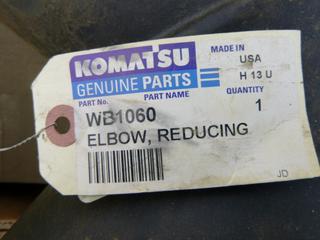 KOMATSU
GENUINE PARTS
MADE IN
USA
H 13 U
PART No.
PART NAME
QUANTITY
WB1060
1
ELBOW, REDUCING
JD